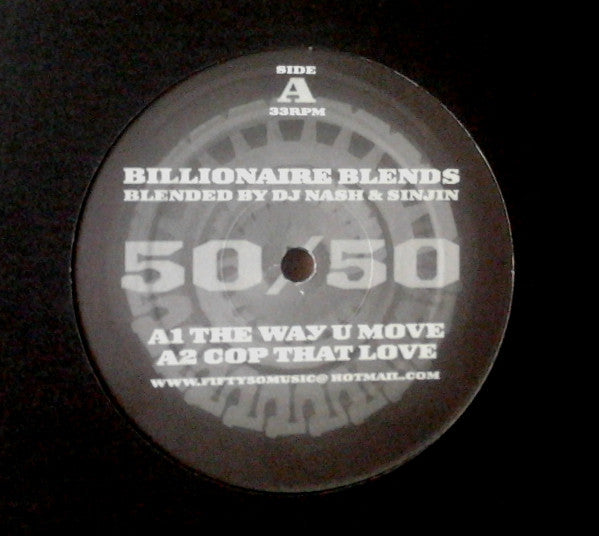 SIDE
A
33RPM
BILLIONAIRE BLENDS
BLENDED BY DJ NASH & SINJIN
50/50
A1 THE WAY U MOVE
A2 COP THAT LOVE
WWW.FIFTY50MUSIC@HOTMAIL.COM